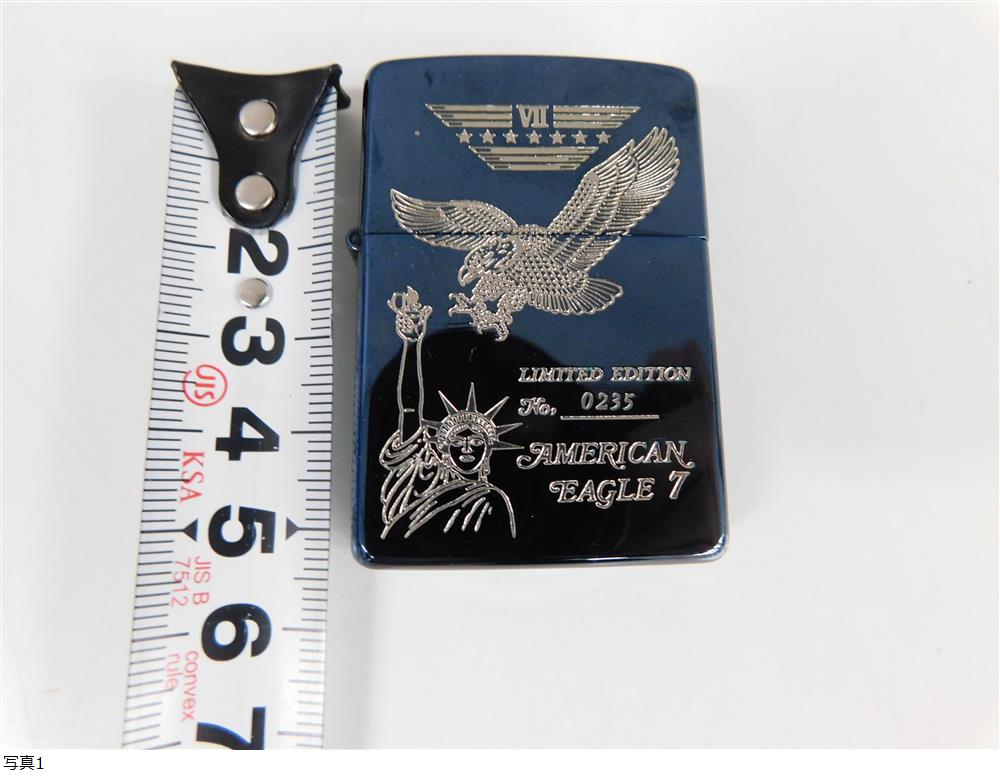 VII
LIMITED EDITION
No. 0235
AMERICAN
EAGLE 7
2
3
JIS
4
KSA
5
JIS B
7512
6
convex
rule
7
写真1